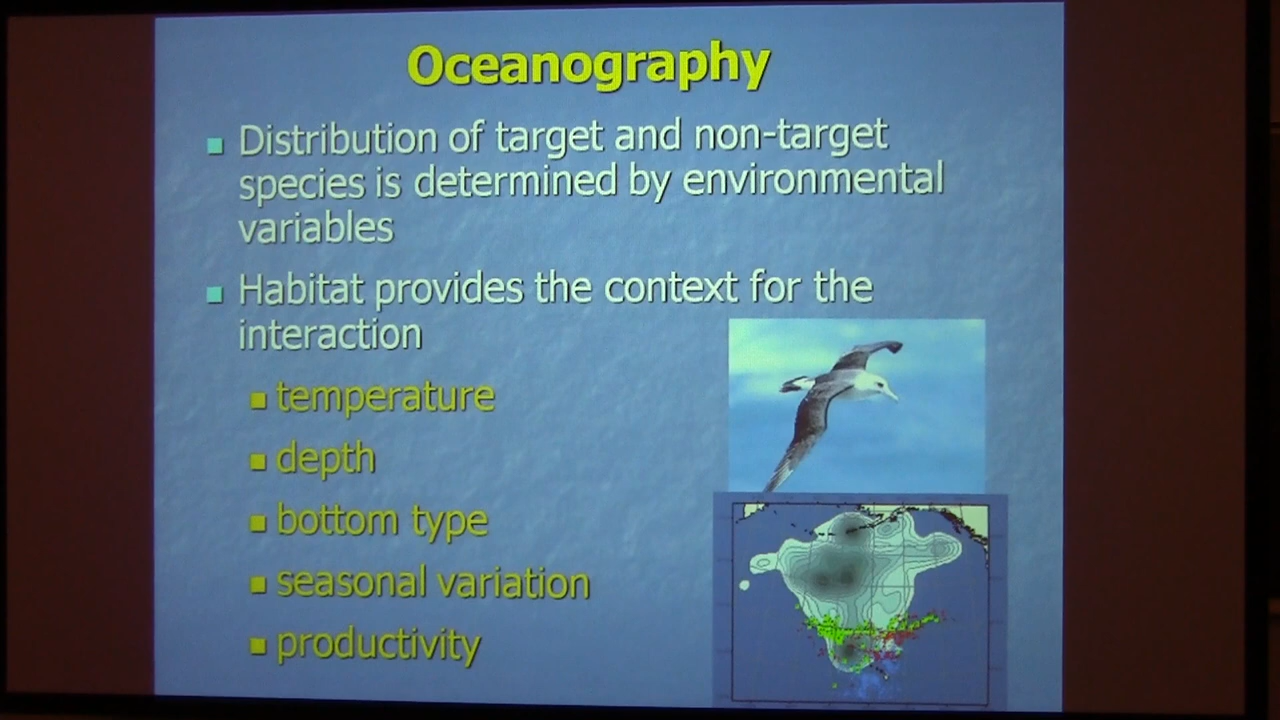 Oceanography
Distribution of target and non-target
species is determined by environmental
variables
Habitat provides the context for the
interaction
temperature
depth
bottom type
seasonal variation
productivity